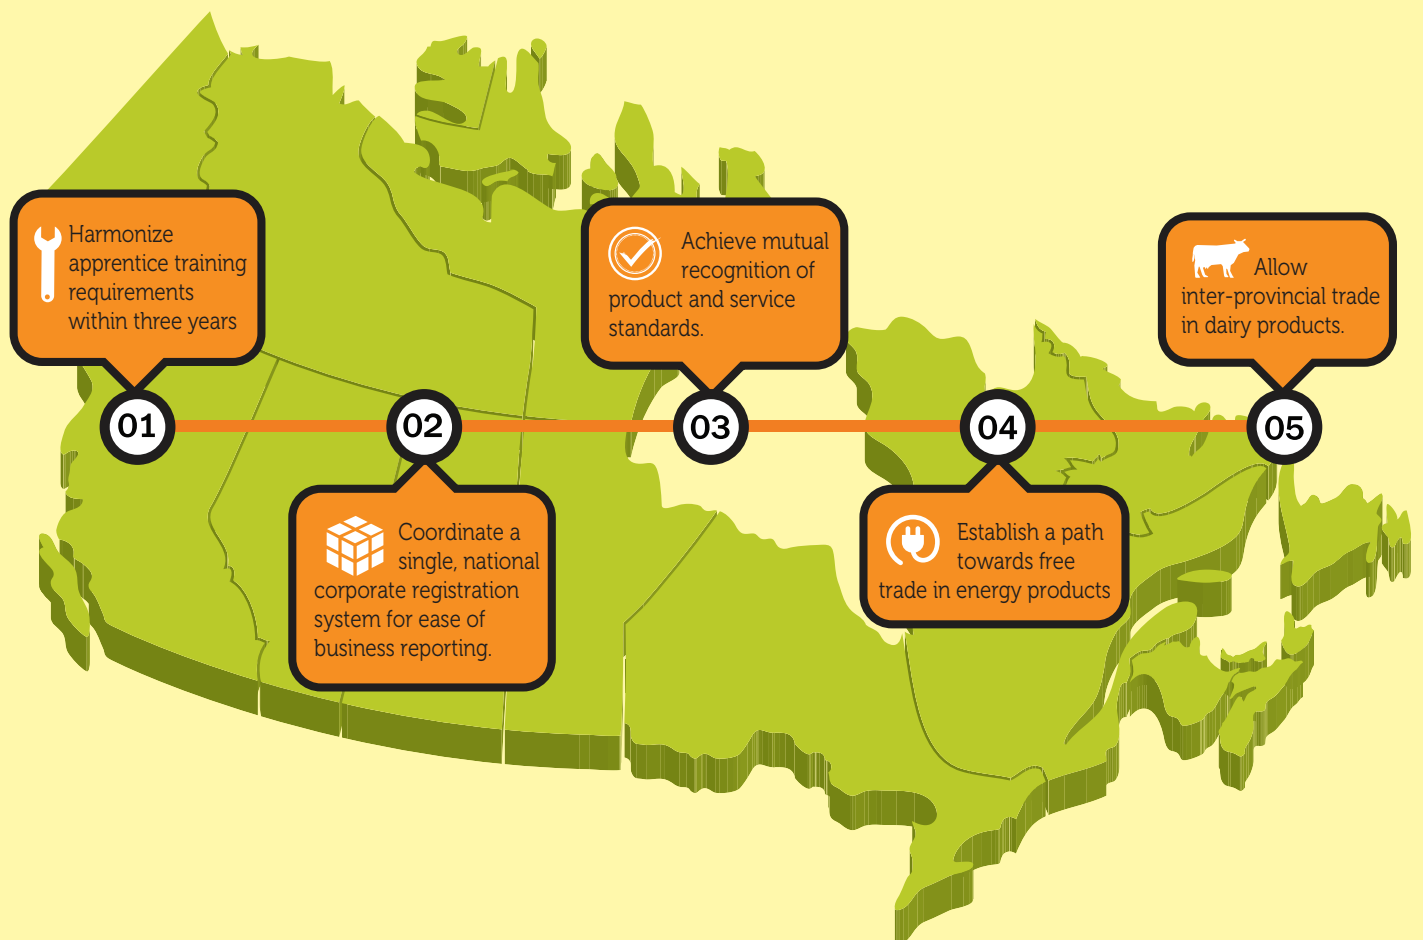 Harmonize
apprentice training
requirements
within three years
01
Coordinate a
single, national
corporate registration
system for ease of
business reporting.
02
Achieve mutual
recognition of
product and service
standards.
03
Establish a path
towards free
trade in energy products
04
Allow
inter-provincial trade
in dairy products.
05